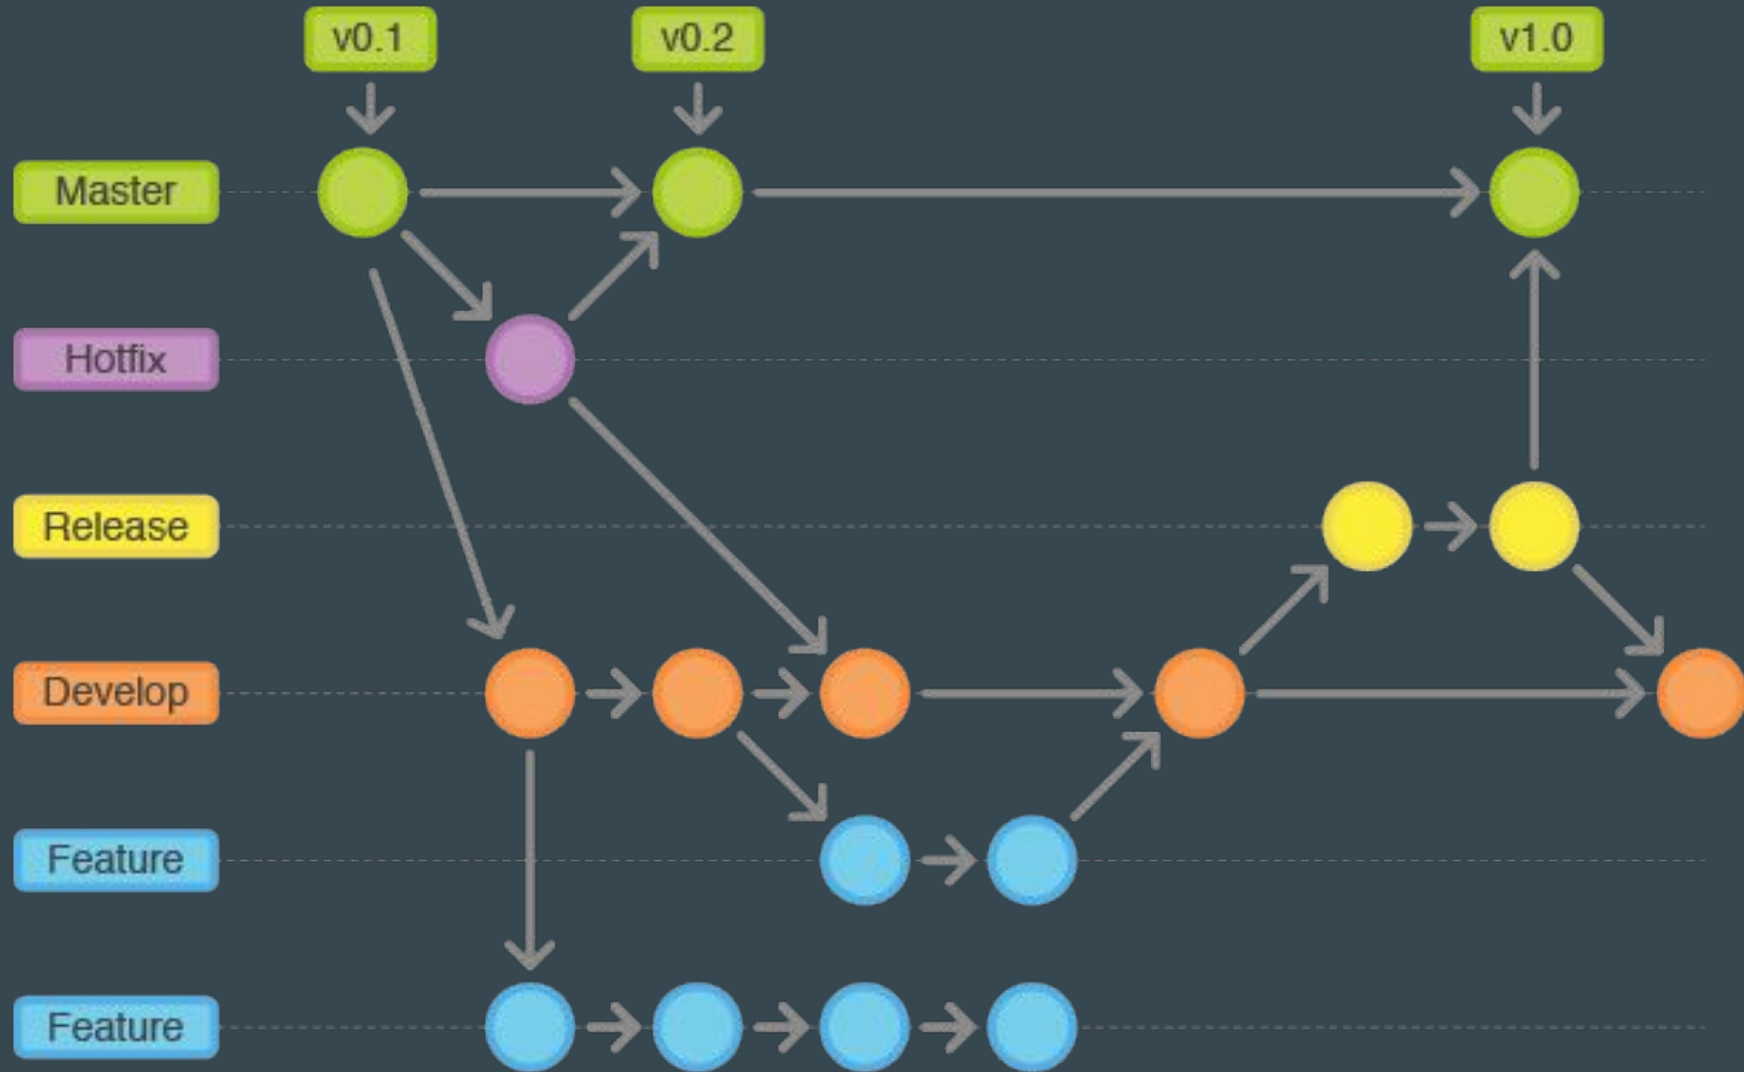 v0.1
v0.2
v1.0
Master
Hotfix
Release
Develop
Feature
Feature